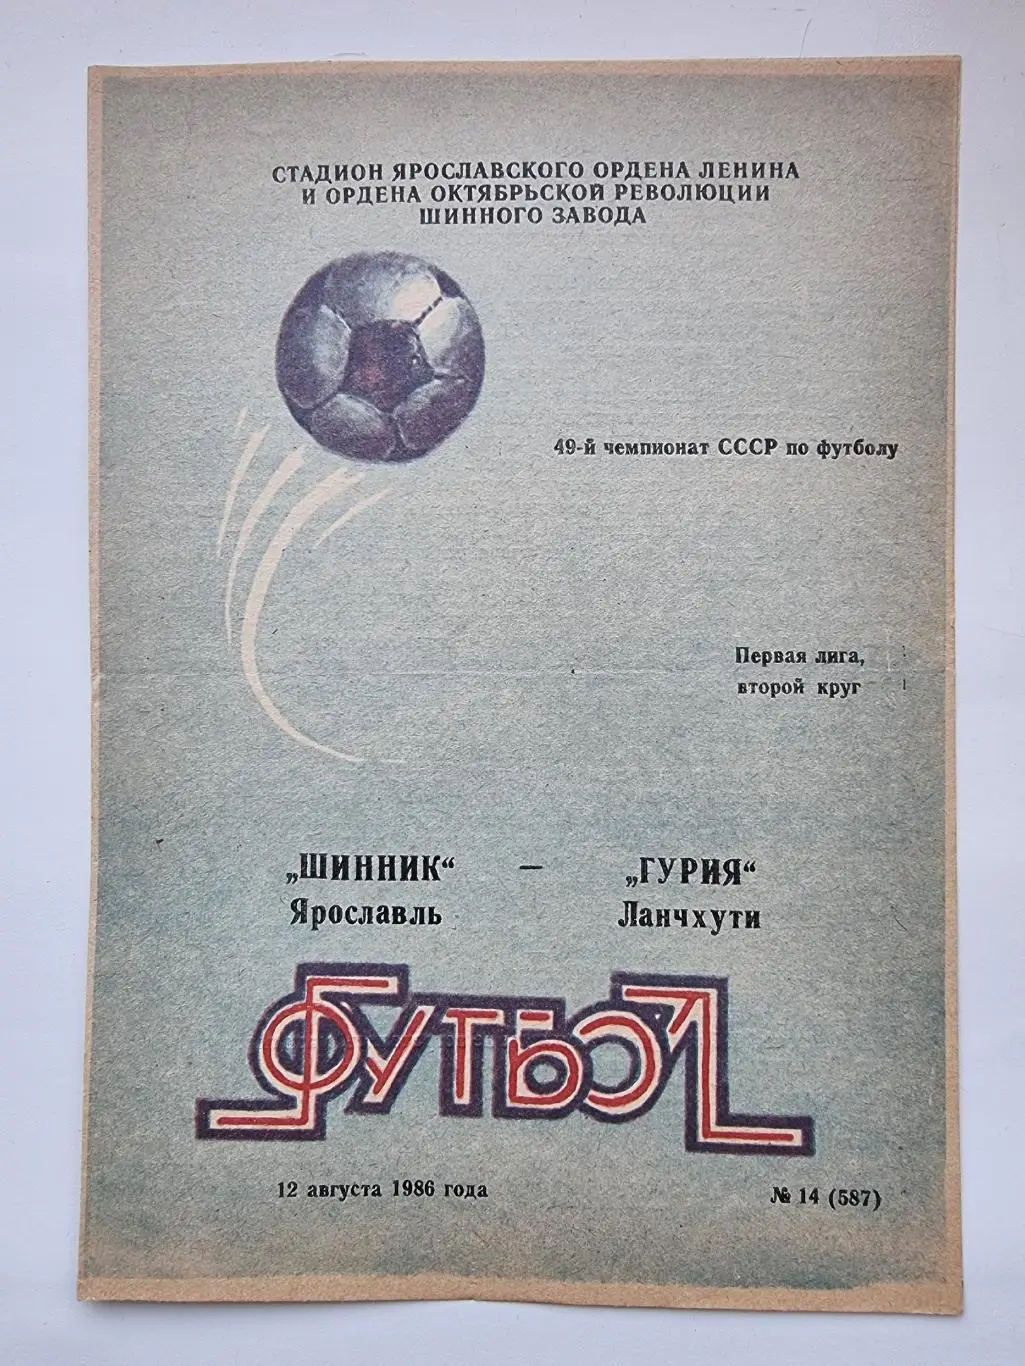 СТАДИОН ЯРОСЛАВСКОГО ОРДЕНА ЛЕНИНА
И ОРДЕНА ОКТЯБРЬСКОЙ РЕВОЛЮЦИИ
ШИННОГО ЗАВОДА
49-й чемпионат СССР по футболу
Первая лига,
второй круг
„ШИННИК“ — „ГУРИЯ“
Ярославль Ланчхути
ФУТБОЛ
12 августа 1986 года № 14 (587)